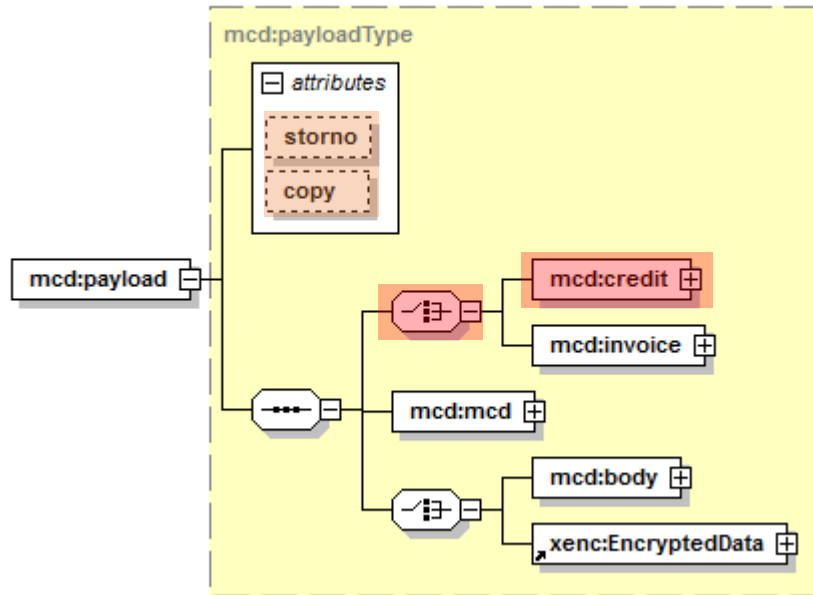 mcd:payloadType
attributes
storno
copy
mcd:payload
mcd:credit
mcd:invoice
mcd:mcd
mcd:body
xenc:EncryptedData